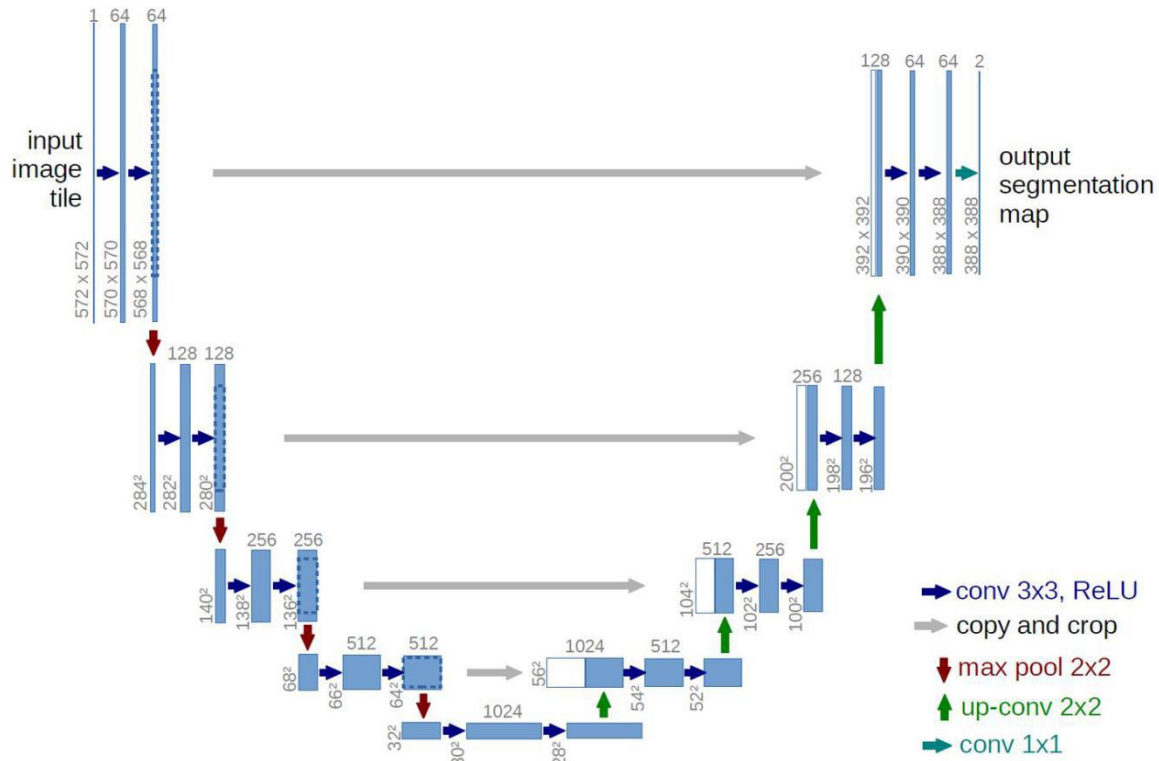 1 64 64
128 64 64 2
input
image
tile
output
segmentation
map
572 x 572
570 x 570
568 x 568
392 x 392
390 x 390
388 x 388
388 x 388
128 128
256 128
284²
282²
280²
200²
198²
196²
256 256
512 256
140²
138²
136²
104²
102²
100²
512 512
1024 512
68²
66²
64²
56²
54²
52²
1024
32²
30²
28²
conv 3x3, ReLU
copy and crop
max pool 2x2
up-conv 2x2
conv 1x1